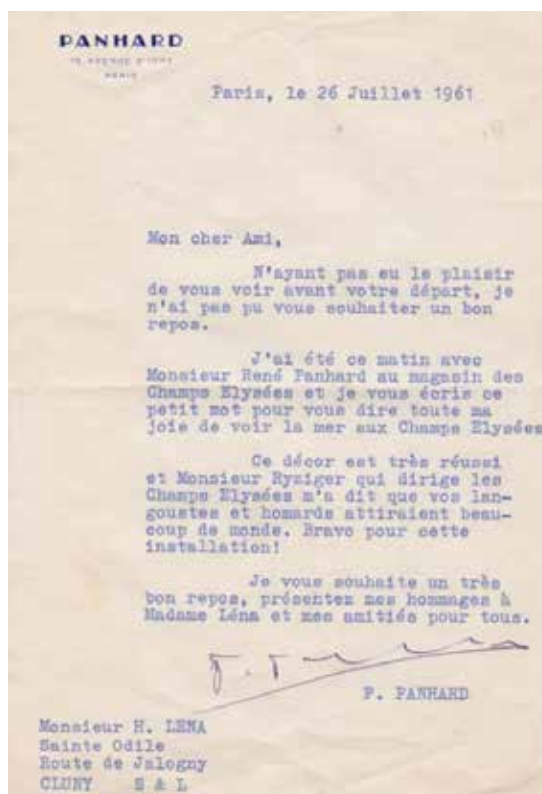 PANHARD
PARIS
Paris, le 26 Juillet 1961
Mon cher Ami,
N'ayant pas eu le plaisir
de vous voir avant votre départ, je
n'ai pas pu vous souhaiter un bon
repos.
J'ai été ce matin avec
Monsieur René Panhard au magasin des
Champs Elysées et je vous écris ce
petit mot pour vous dire toute ma
joie de voir la mer aux Champs Elysées
Ce décor est très réussi
et Monsieur Ryziger qui dirige les
Champs Elysées m'a dit que vos lan-
goustes et homards attiraient beau-
coup de monde. Bravo pour cette
installation!
Je vous souhaite un très
bon repos, présentez mes hommages à
Madame Léna et mes amitiés pour tous.
P. PANHARD
Monsieur H. LENA
Sainte Odile
Route de Jalogny
CLUNY S & L